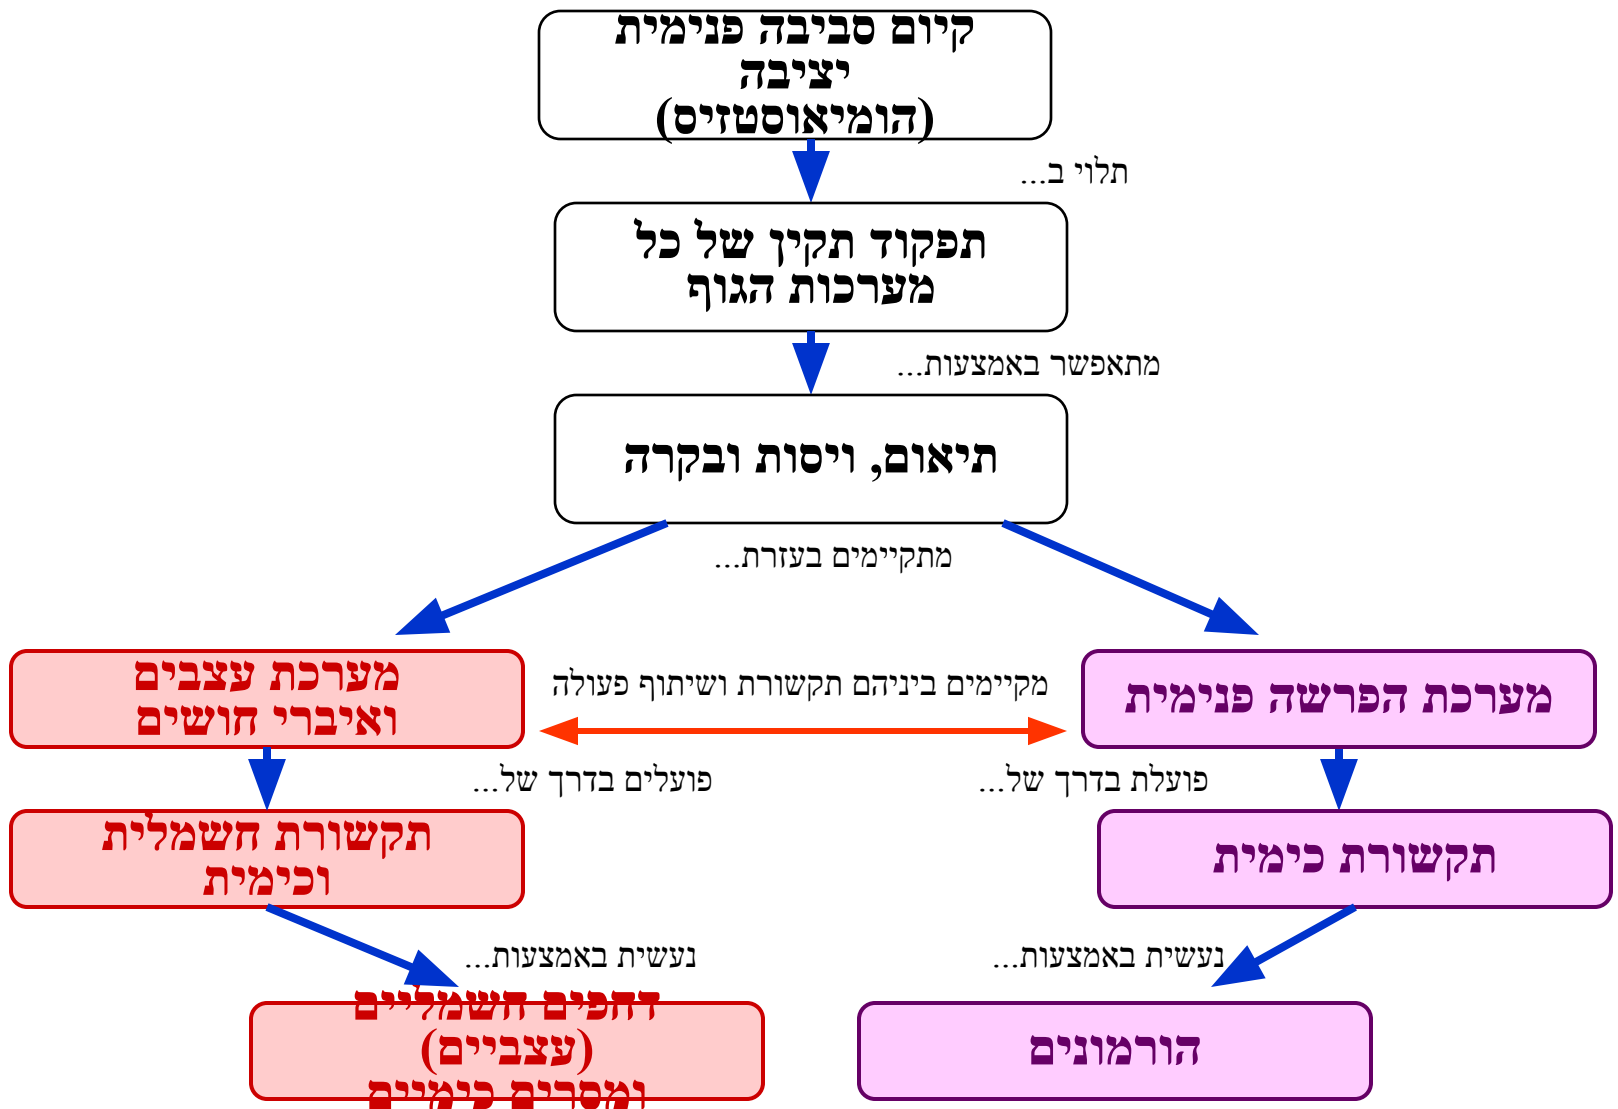 קיום סביבה פנימית
יציבה
(הומיאוסטזיס)
תלוי ב...
תפקוד תקין של כל
מערכות הגוף
מתאפשר באמצעות...
תיאום, ויסות ובקרה
מתקיימים בעזרת...
מערכת הפרשה פנימית
מקיימים ביניהם תקשורת ושיתוף פעולה
מערכת עצבים
ואיברי חושים
פועלת בדרך של...
פועלים בדרך של...
תקשורת כימית
תקשורת חשמלית
וכימית
נעשית באמצעות...
נעשית באמצעות...
הורמונים
דחפים חשמליים
(עצביים)
ומסרים כימיים